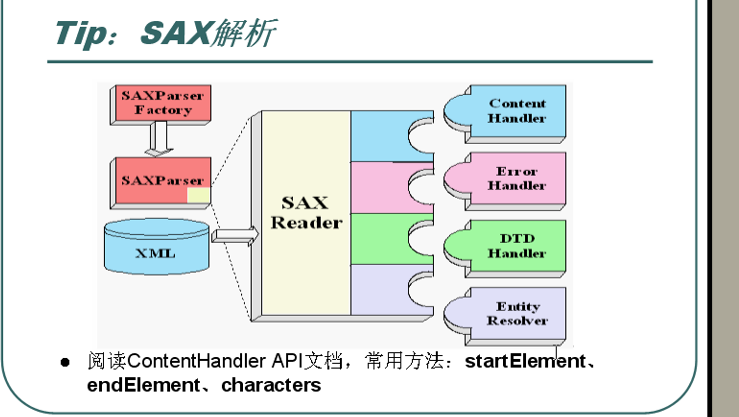 Tip：SAX解析
SAXParser
Factory
SAXParser
XML
SAX
Reader
Content
Handler
Error
Handler
DTD
Handler
Entity
Resolver
● 阅读ContentHandler API文档，常用方法：startElement、
endElement、characters